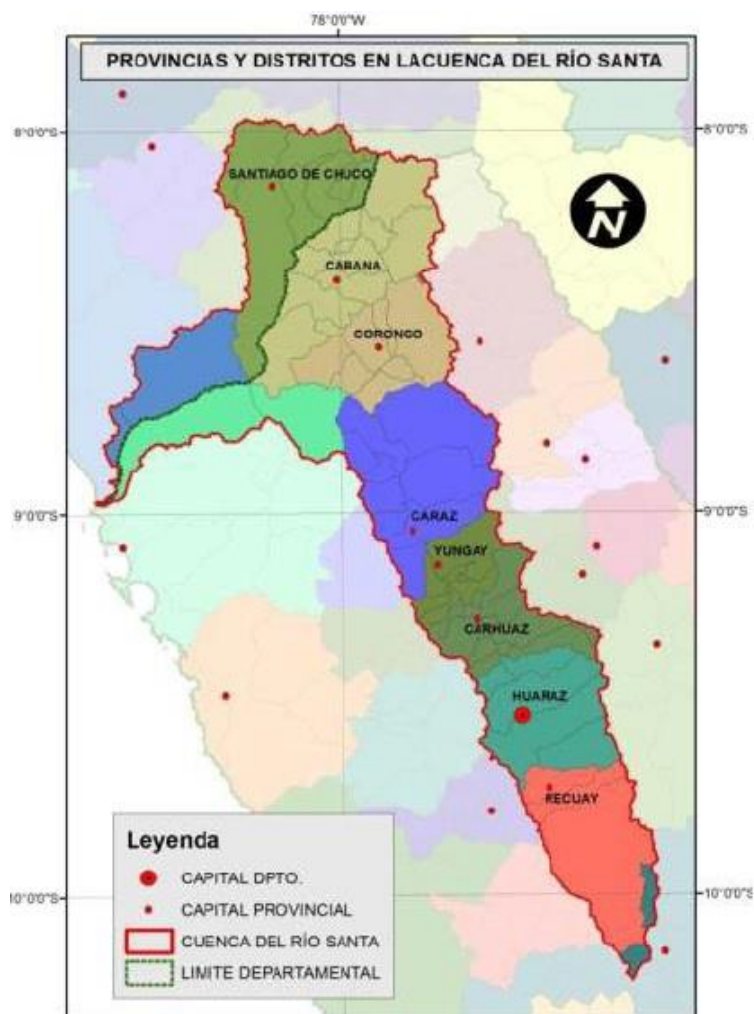 78°0'0"W
PROVINCIAS Y DISTRITOS EN LACUENCA DEL RÍO SANTA
8°0'0"S
8°0'0"S
SANTIAGO DE CHUCO
N
CABANA
CORONGO
9°0'0"S
9°0'0"S
CARAZ
YUNGAY
CARHUAZ
HUARAZ
RECUAY
Leyenda
CAPITAL DPTO.
CAPITAL PROVINCIAL
CUENCA DEL RÍO SANTA
LIMITE DEPARTAMENTAL
10°0'0"S
10°0'0"S